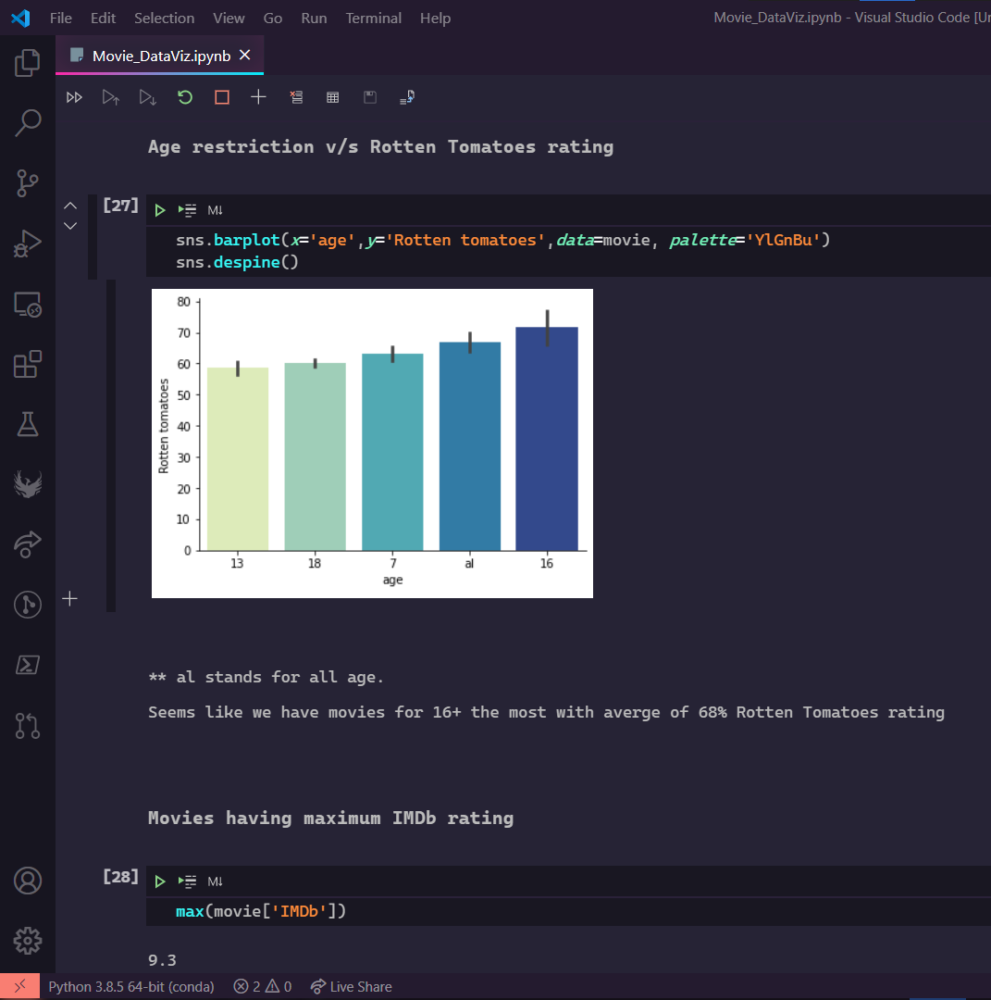 File Edit Selection View Go Run Terminal Help
Movie_DataViz.ipynb - Visual Studio Code [Un
Movie_DataViz.ipynb
Age restriction v/s Rotten Tomatoes rating
[27]
M↓
sns.barplot(x='age',y='Rotten tomatoes',data=movie, palette='YlGnBu')
sns.despine()
80
70
60
50
40
30
20
10
0
Rotten tomatoes
13 18 7 al 16
age
** al stands for all age.
Seems like we have movies for 16+ the most with averge of 68% Rotten Tomatoes rating
Movies having maximum IMDb rating
[28]
M↓
max(movie['IMDb'])
9.3
Python 3.8.5 64-bit (conda) 2 0 Live Share